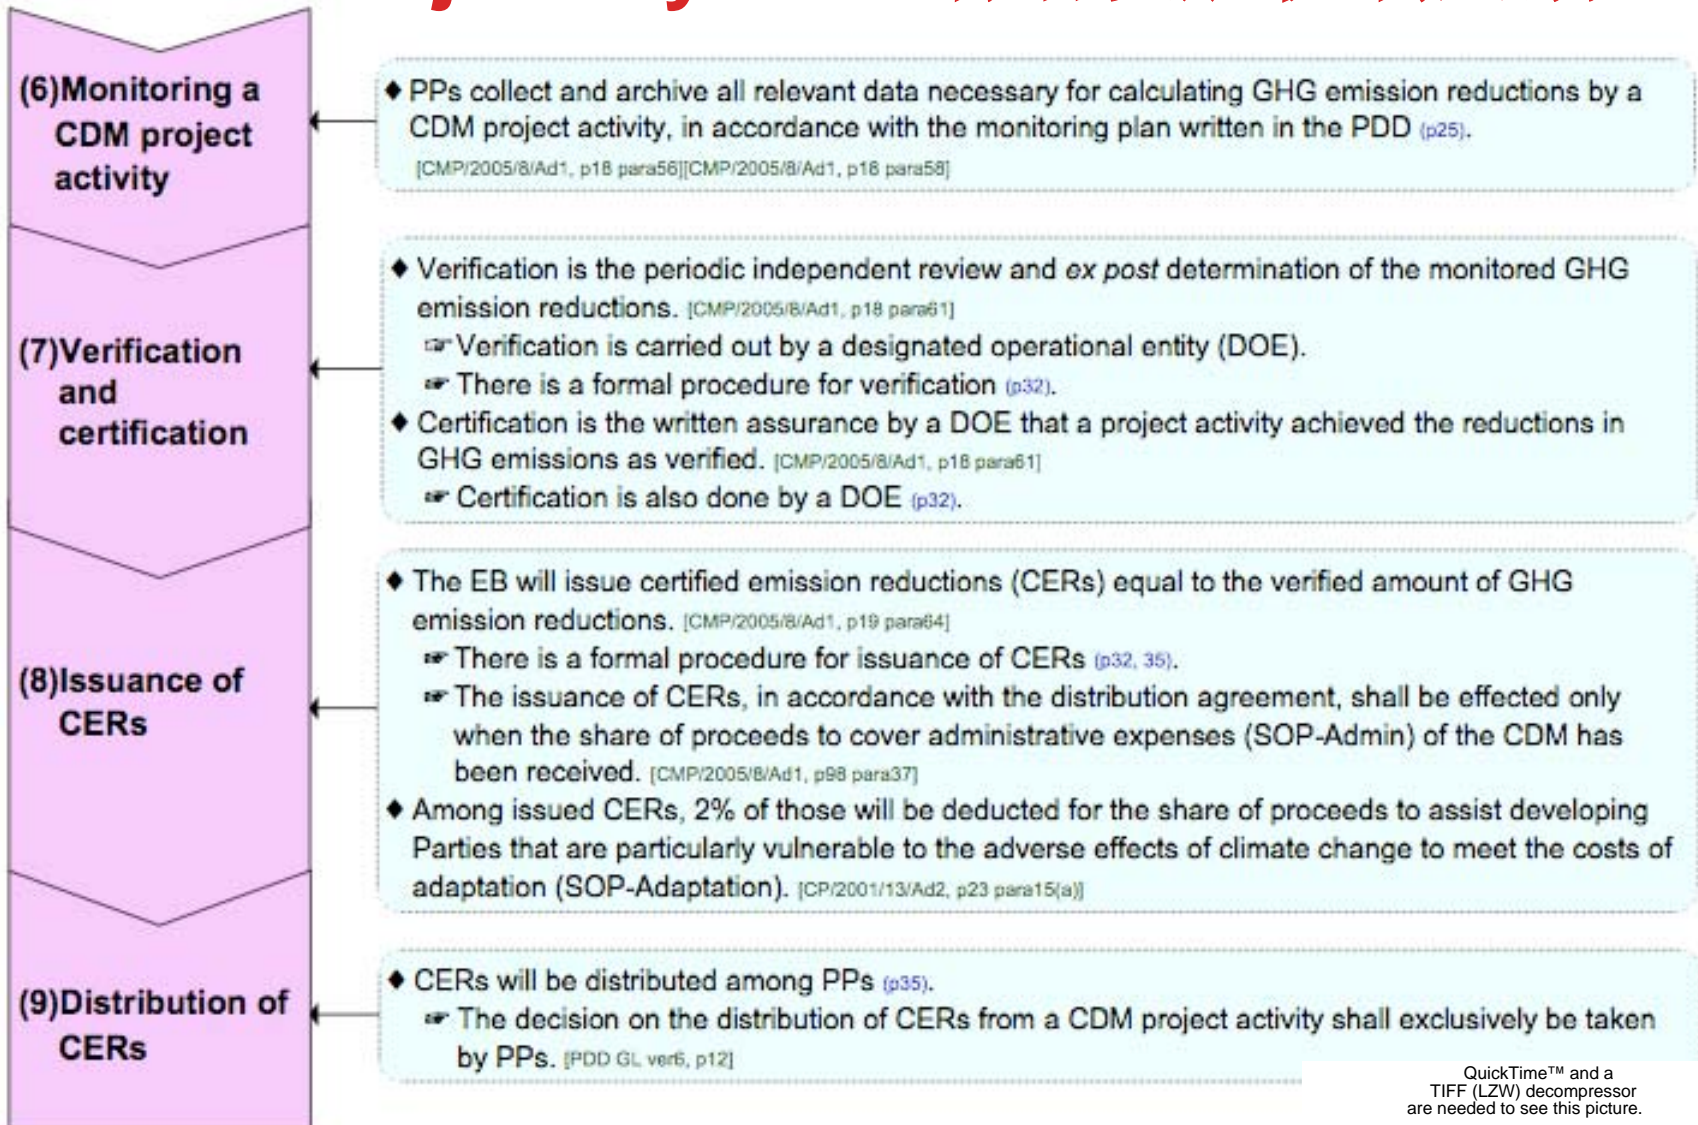 (6)Monitoring a
CDM project
activity
♦ PPs collect and archive all relevant data necessary for calculating GHG emission reductions by a
CDM project activity, in accordance with the monitoring plan written in the PDD (p25).
[CMP/2005/8/Ad1, p18 para56][CMP/2005/8/Ad1, p18 para58]
(7)Verification
and
certification
♦ Verification is the periodic independent review and ex post determination of the monitored GHG
emission reductions. [CMP/2005/8/Ad1, p18 para61]
☞ Verification is carried out by a designated operational entity (DOE).
☞ There is a formal procedure for verification (p32).
♦ Certification is the written assurance by a DOE that a project activity achieved the reductions in
GHG emissions as verified. [CMP/2005/8/Ad1, p18 para61]
☞ Certification is also done by a DOE (p32).
(8)Issuance of
CERs
♦ The EB will issue certified emission reductions (CERs) equal to the verified amount of GHG
emission reductions. [CMP/2005/8/Ad1, p19 para64]
☞ There is a formal procedure for issuance of CERs (p32, 35).
☞ The issuance of CERs, in accordance with the distribution agreement, shall be effected only
when the share of proceeds to cover administrative expenses (SOP-Admin) of the CDM has
been received. [CMP/2005/8/Ad1, p98 para37]
♦ Among issued CERs, 2% of those will be deducted for the share of proceeds to assist developing
Parties that are particularly vulnerable to the adverse effects of climate change to meet the costs of
adaptation (SOP-Adaptation). [CP/2001/13/Ad2, p23 para15(a)]
(9)Distribution of
CERs
♦ CERs will be distributed among PPs (p35).
☞ The decision on the distribution of CERs from a CDM project activity shall exclusively be taken
by PPs. [PDD GL ver6, p12]
QuickTime™ and a
TIFF (LZW) decompressor
are needed to see this picture.